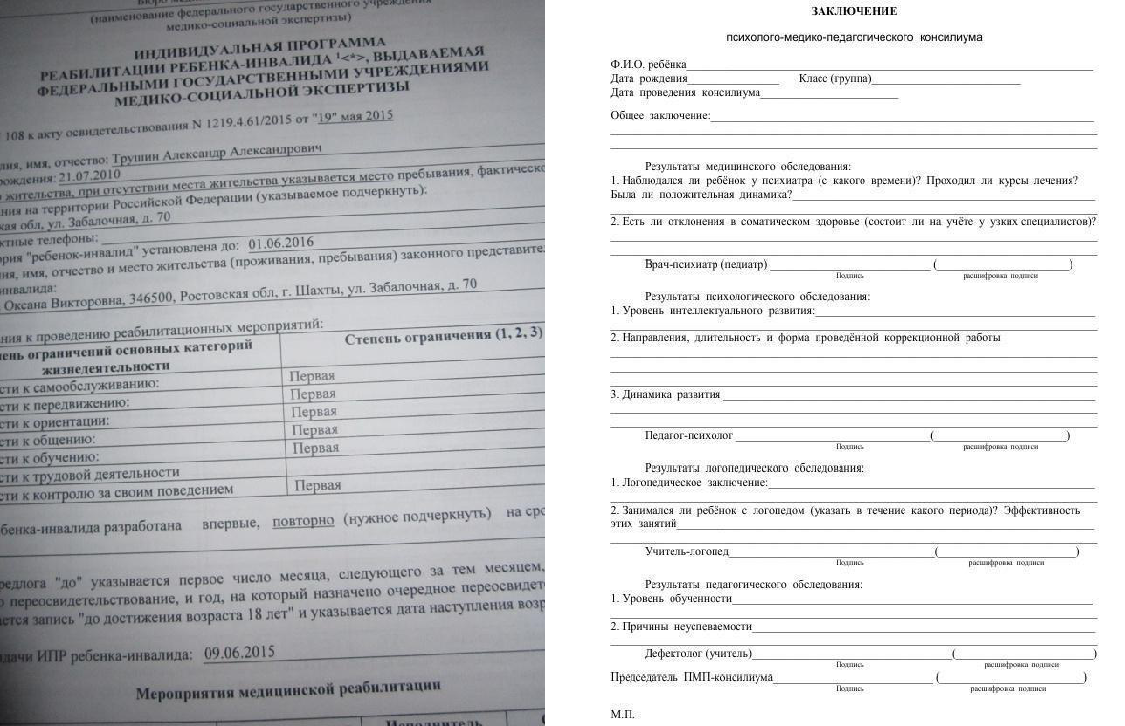 (наименование федерального государственного учреждения
медико-социальной экспертизы)
ИНДИВИДУАЛЬНАЯ ПРОГРАММА
РЕАБИЛИТАЦИИ РЕБЕНКА-ИНВАЛИДА ¹<*>, ВЫДАВАЕМАЯ
ФЕДЕРАЛЬНЫМИ ГОСУДАРСТВЕННЫМИ УЧРЕЖДЕНИЯМИ
МЕДИКО-СОЦИАЛЬНОЙ ЭКСПЕРТИЗЫ
108 к акту освидетельствования N 1219.4.61/2015 от "19" мая 2015
имя, отчество: Трушин Александр Александрович
рождения: 21.07.2010
жительства, при отсутствии места жительства указывается место пребывания,
на территории Российской Федерации (указываемое подчеркнуть):
обл, ул. Забалочная, д. 70
телефоны:
"ребенок-инвалид" установлена до: 01.06.2016
имя, отчество и место жительства (проживания, пребывания) законного
инвалида:
Оксана Викторовна, 346500, Ростовская обл, г. Шахты, ул. Забалочная, д. 70
к проведению реабилитационных мероприятий:
ограничений основных категорий
жизнедеятельности
Степень ограничения (1, 2, 3)
к самообслуживанию: Первая
к передвижению: Первая
к ориентации: Первая
к общению: Первая
к обучению: Первая
к трудовой деятельности
к контролю за своим поведением Первая
разработана впервые, повторно (нужное подчеркнуть) на
"до" указывается первое число месяца, следующего за тем месяцем,
переосвидетельствование, и год, на который назначено очередное
запись "до достижения возраста 18 лет" и указывается дата наступления
ИПР ребенка-инвалида: 09.06.2015
Мероприятия медицинской реабилитации
Исполнитель
ЗАКЛЮЧЕНИЕ
психолого-медико-педагогического консилиума
Ф.И.О. ребёнка
Дата рождения Класс (группа)
Дата проведения консилиума
Общее заключение:
Результаты медицинского обследования:
1. Наблюдался ли ребёнок у психиатра (с какого времени)? Проходил ли курсы лечения?
Была ли положительная динамика?
2. Есть ли отклонения в соматическом здоровье (состоит ли на учёте у узких специалистов)?
Врач-психиатр (педиатр) ( )
Подпись расшифровка подписи
Результаты психологического обследования:
1. Уровень интеллектуального развития:
2. Направления, длительность и форма проведённой коррекционной работы
3. Динамика развития
Педагог-психолог ( )
Подпись расшифровка подписи
Результаты логопедического обследования:
1. Логопедическое заключение:
2. Занимался ли ребёнок с логопедом (указать в течение какого периода)? Эффективность
этих занятий
Учитель-логопед ( )
Подпись расшифровка подписи
Результаты педагогического обследования:
1. Уровень обученности
2. Причины неуспеваемости
Дефектолог (учитель) ( )
Подпись расшифровка подписи
Председатель ПМП-консилиума ( )
Подпись расшифровка подписи
М.П.